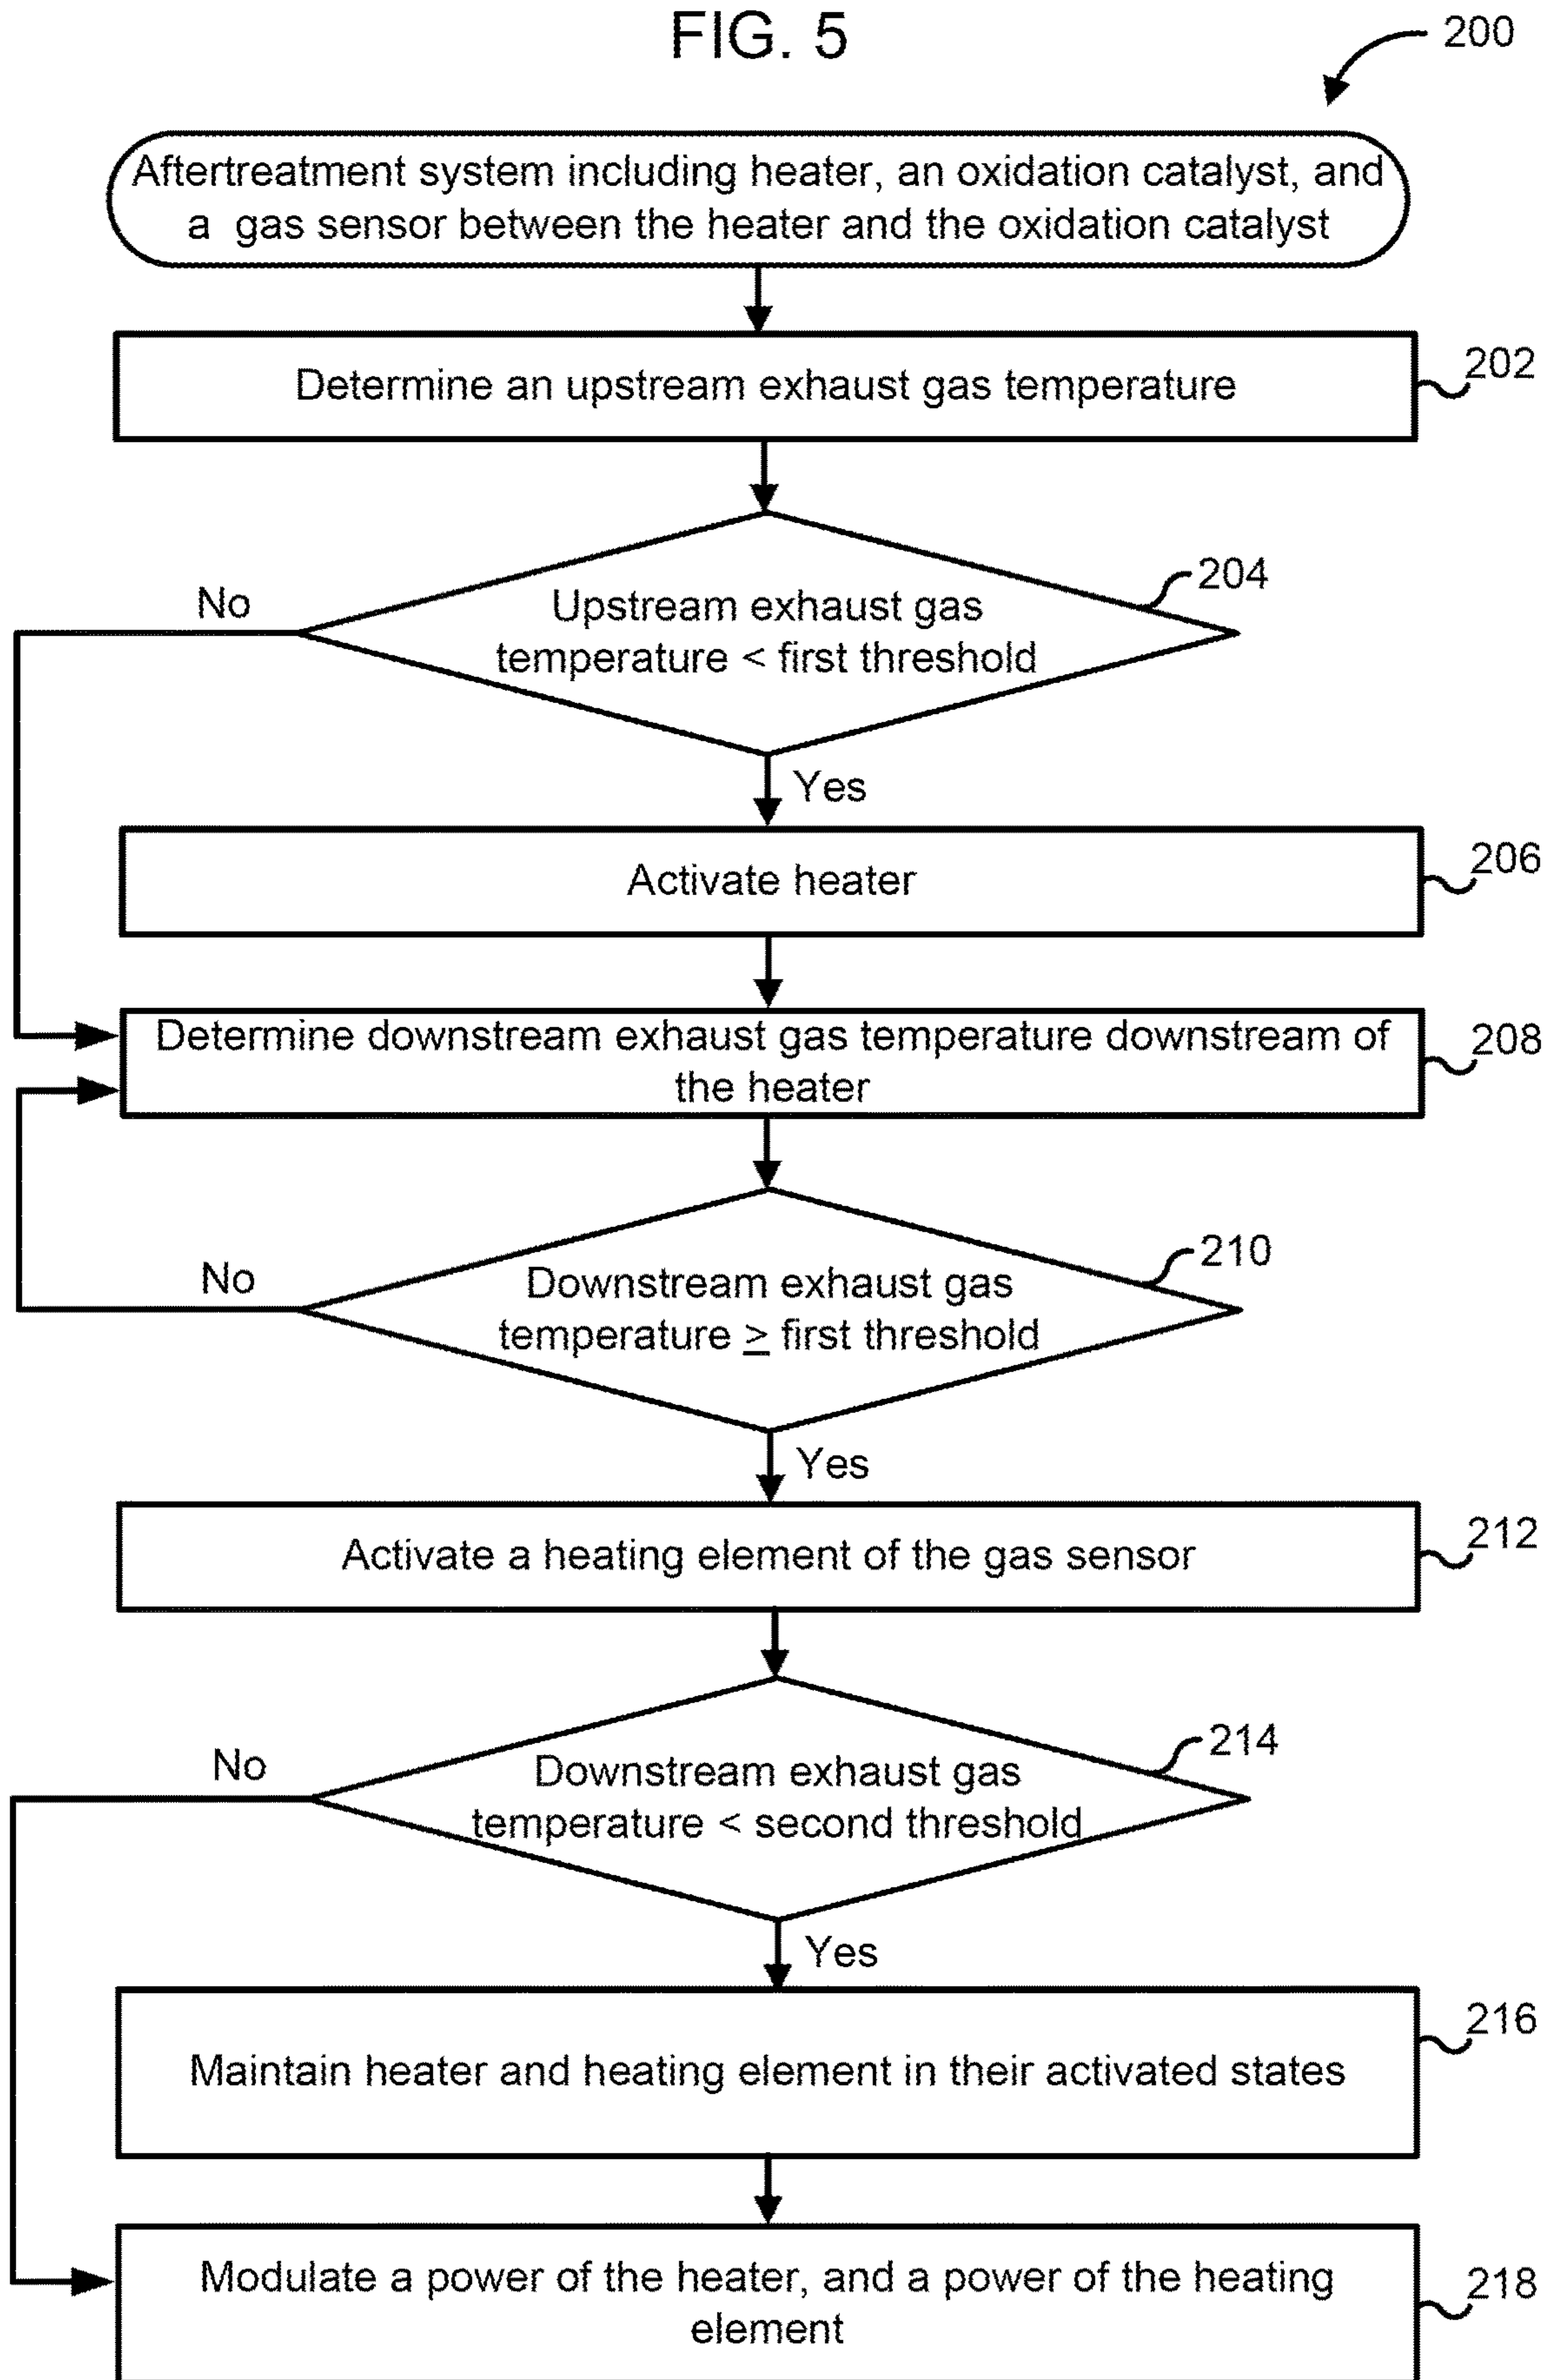 FIG. 5
200
Aftertreatment system including heater, an oxidation catalyst, and
a gas sensor between the heater and the oxidation catalyst
Determine an upstream exhaust gas temperature
202
204
No
Upstream exhaust gas
temperature < first threshold
Yes
Activate heater
206
Determine downstream exhaust gas temperature downstream of
the heater
208
210
No
Downstream exhaust gas
temperature ≥ first threshold
Yes
Activate a heating element of the gas sensor
212
214
No
Downstream exhaust gas
temperature < second threshold
Yes
Maintain heater and heating element in their activated states
216
Modulate a power of the heater, and a power of the heating
element
218